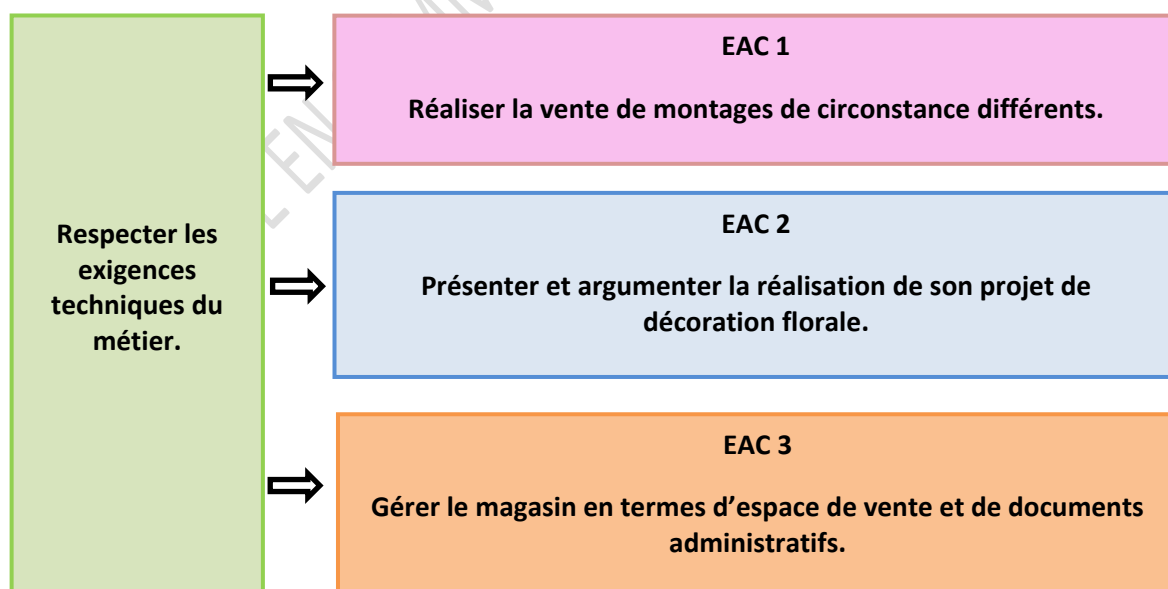 Respecter les
exigences
techniques du
métier.
EAC 1
Réaliser la vente de montages de circonstance différents.
EAC 2
Présenter et argumenter la réalisation de son projet de
décoration florale.
EAC 3
Gérer le magasin en termes d’espace de vente et de documents
administratifs.